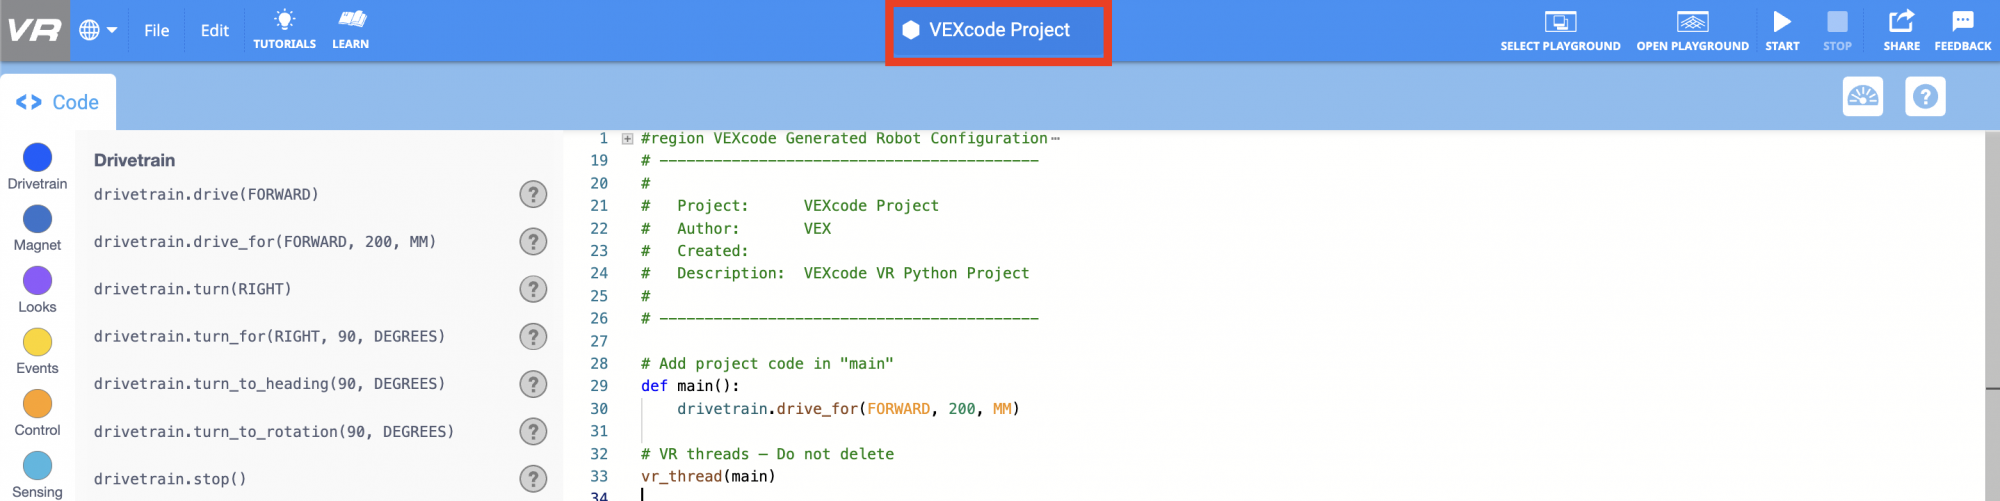 VR
File
Edit
TUTORIALS
LEARN
VEXcode Project
SELECT PLAYGROUND
OPEN PLAYGROUND
START
STOP
SHARE
FEEDBACK
<> Code
?
Drivetrain
Magnet
Looks
Events
Control
Sensing
Drivetrain
drivetrain.drive(FORWARD) ?
drivetrain.drive_for(FORWARD, 200, MM) ?
drivetrain.turn(RIGHT) ?
drivetrain.turn_for(RIGHT, 90, DEGREES) ?
drivetrain.turn_to_heading(90, DEGREES) ?
drivetrain.turn_to_rotation(90, DEGREES) ?
drivetrain.stop() ?
1 #region VEXcode Generated Robot Configuration⋯
19 # ------------------------------------------
20 #
21 #   Project:      VEXcode Project
22 #   Author:       VEX
23 #   Created:
24 #   Description:  VEXcode VR Python Project
25 #
26 # ------------------------------------------
27
28 # Add project code in "main"
29 def main():
30     drivetrain.drive_for(FORWARD, 200, MM)
31
32 # VR threads — Do not delete
33 vr_thread(main)
34